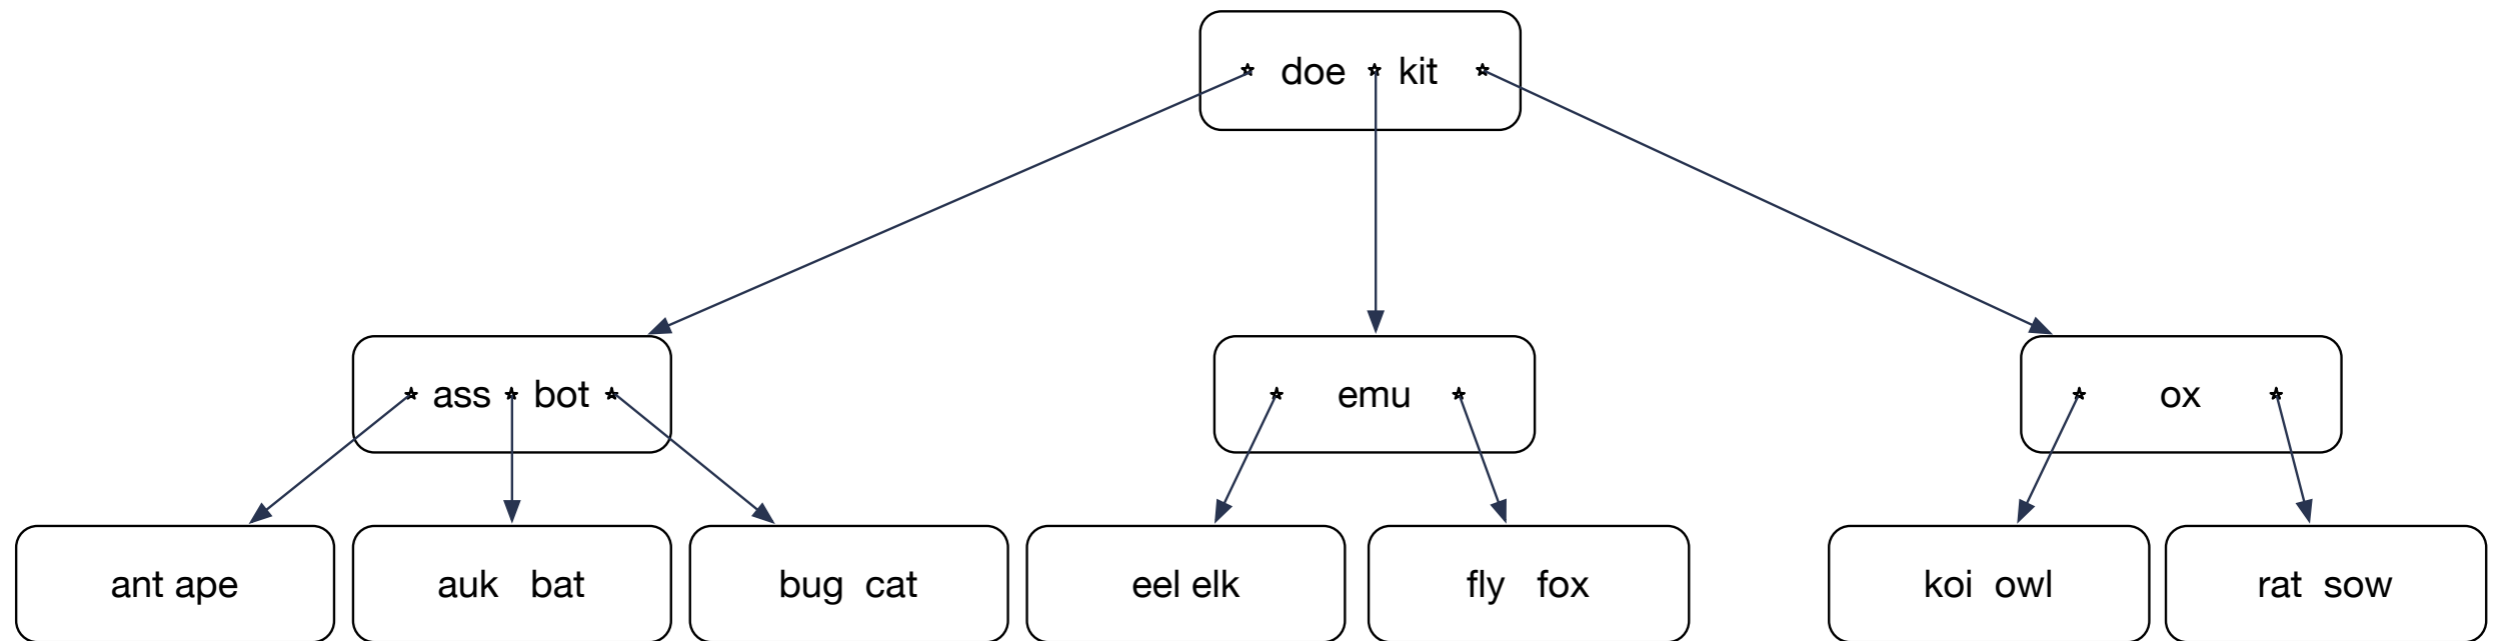 doe kit
ass bot
emu
ox
ant ape
auk bat
bug cat
eel elk
fly fox
koi owl
rat sow